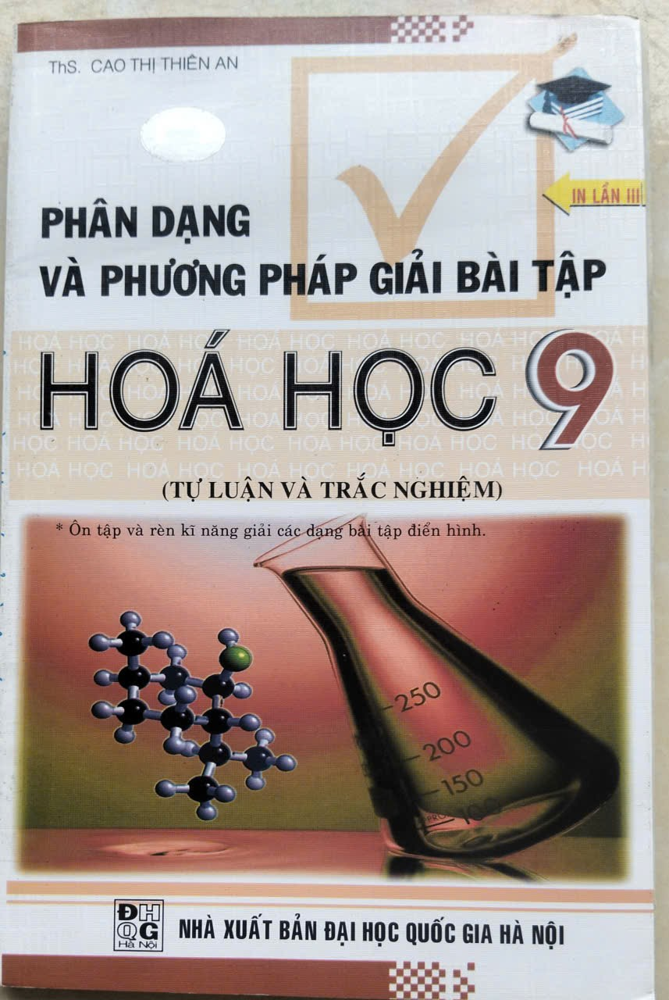 ThS. CAO THỊ THIÊN AN
IN LẦN III
PHÂN DẠNG
VÀ PHƯƠNG PHÁP GIẢI BÀI TẬP
HOÁ HỌC 9
(TỰ LUẬN VÀ TRẮC NGHIỆM)
* Ôn tập và rèn kĩ năng giải các dạng bài tập điển hình.
250
200
150
100
ĐH
QG
Hà Nội
NHÀ XUẤT BẢN ĐẠI HỌC QUỐC GIA HÀ NỘI